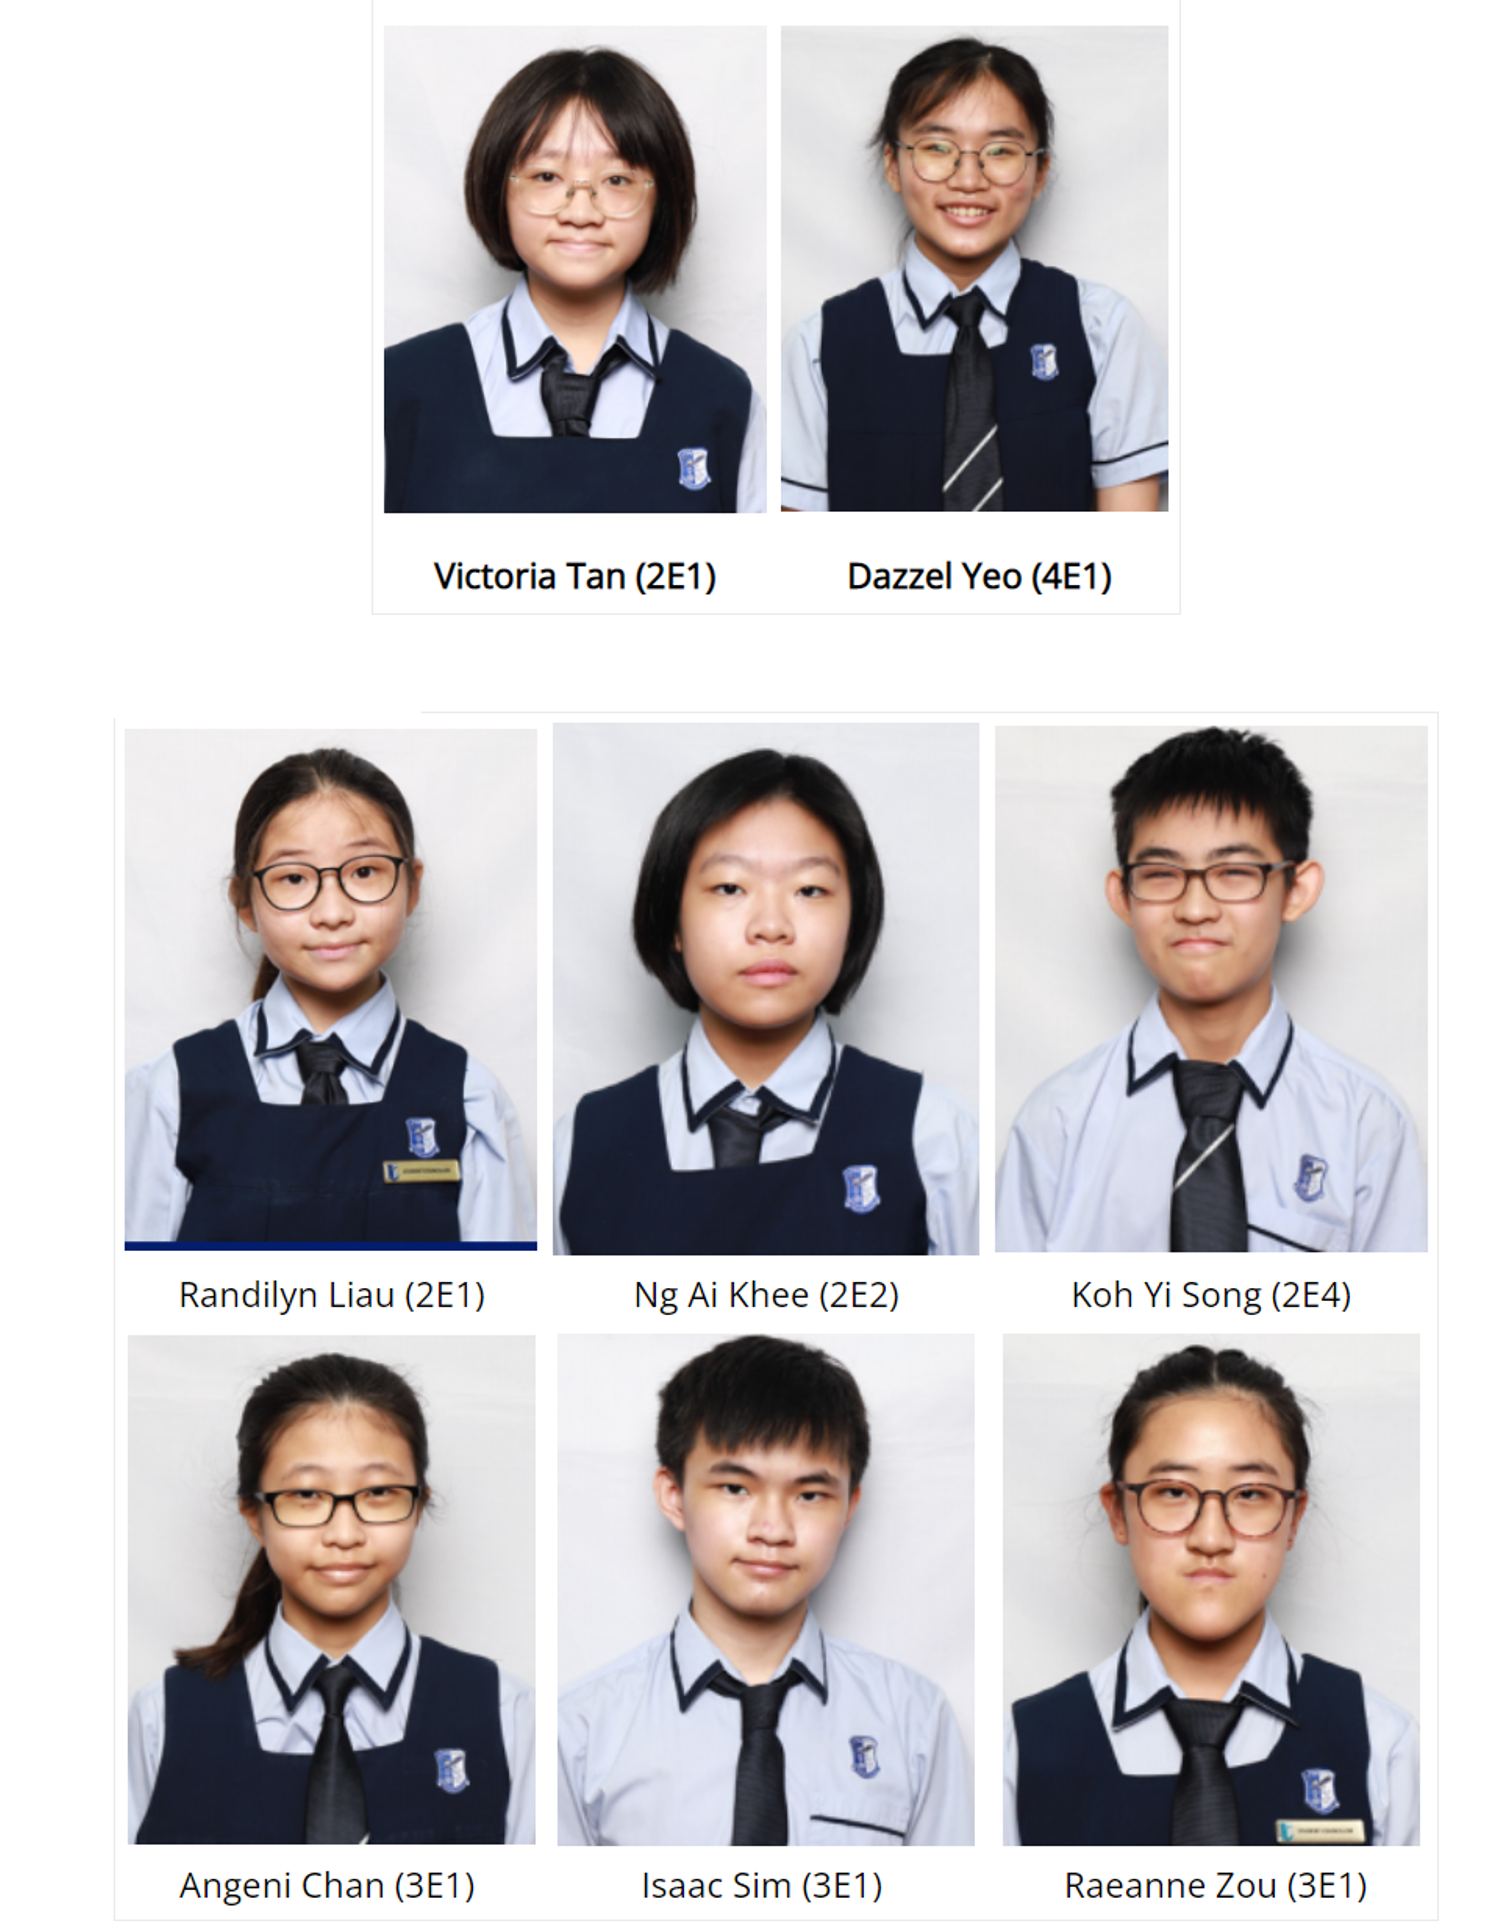 Victoria Tan (2E1) Dazzel Yeo (4E1)
Randilyn Liau (2E1) Ng Ai Khee (2E2) Koh Yi Song (2E4)
Angeni Chan (3E1) Isaac Sim (3E1) Raeanne Zou (3E1)